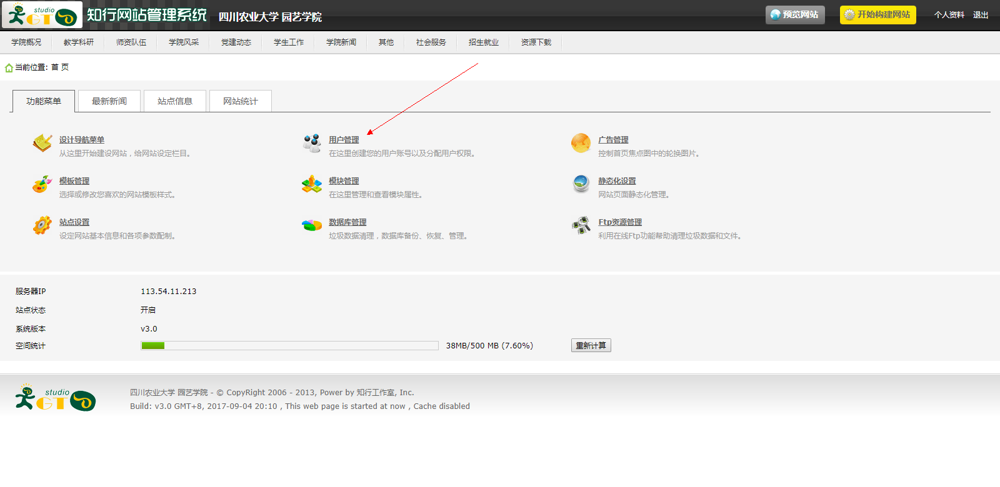 studio GT 知行网站管理系统 四川农业大学 园艺学院 预览网站 开始构建网站 个人资料 退出
学院概况 教学科研 师资队伍 学院风采 党建动态 学生工作 学院新闻 其他 社会服务 招生就业 资源下载
当前位置: 首 页
功能菜单 最新新闻 站点信息 网站统计
设计导航菜单 用户管理 广告管理
从这里开始建设网站，给网站设定栏目。 在这里创建您的用户账号以及分配用户权限。 控制首页焦点图中的轮换图片。
模板管理 模块管理 静态化设置
选择或修改您喜欢的网站模板样式。 在这里管理和查看模块属性。 网站页面静态化管理。
站点设置 数据库管理 Ftp资源管理
设定网站基本信息和各项参数配制。 垃圾数据清理，数据库备份、恢复、管理。 利用在线Ftp功能帮助清理垃圾数据和文件。
服务器IP 113.54.11.213
站点状态 开启
系统版本 v3.0
空间统计 38MB/500 MB (7.60%) 重新计算
studio GT 四川农业大学 园艺学院 - © CopyRight 2006 - 2013, Power by 知行工作室, Inc.
Build: v3.0 GMT+8, 2017-09-04 20:10 , This web page is started at now , Cache disabled